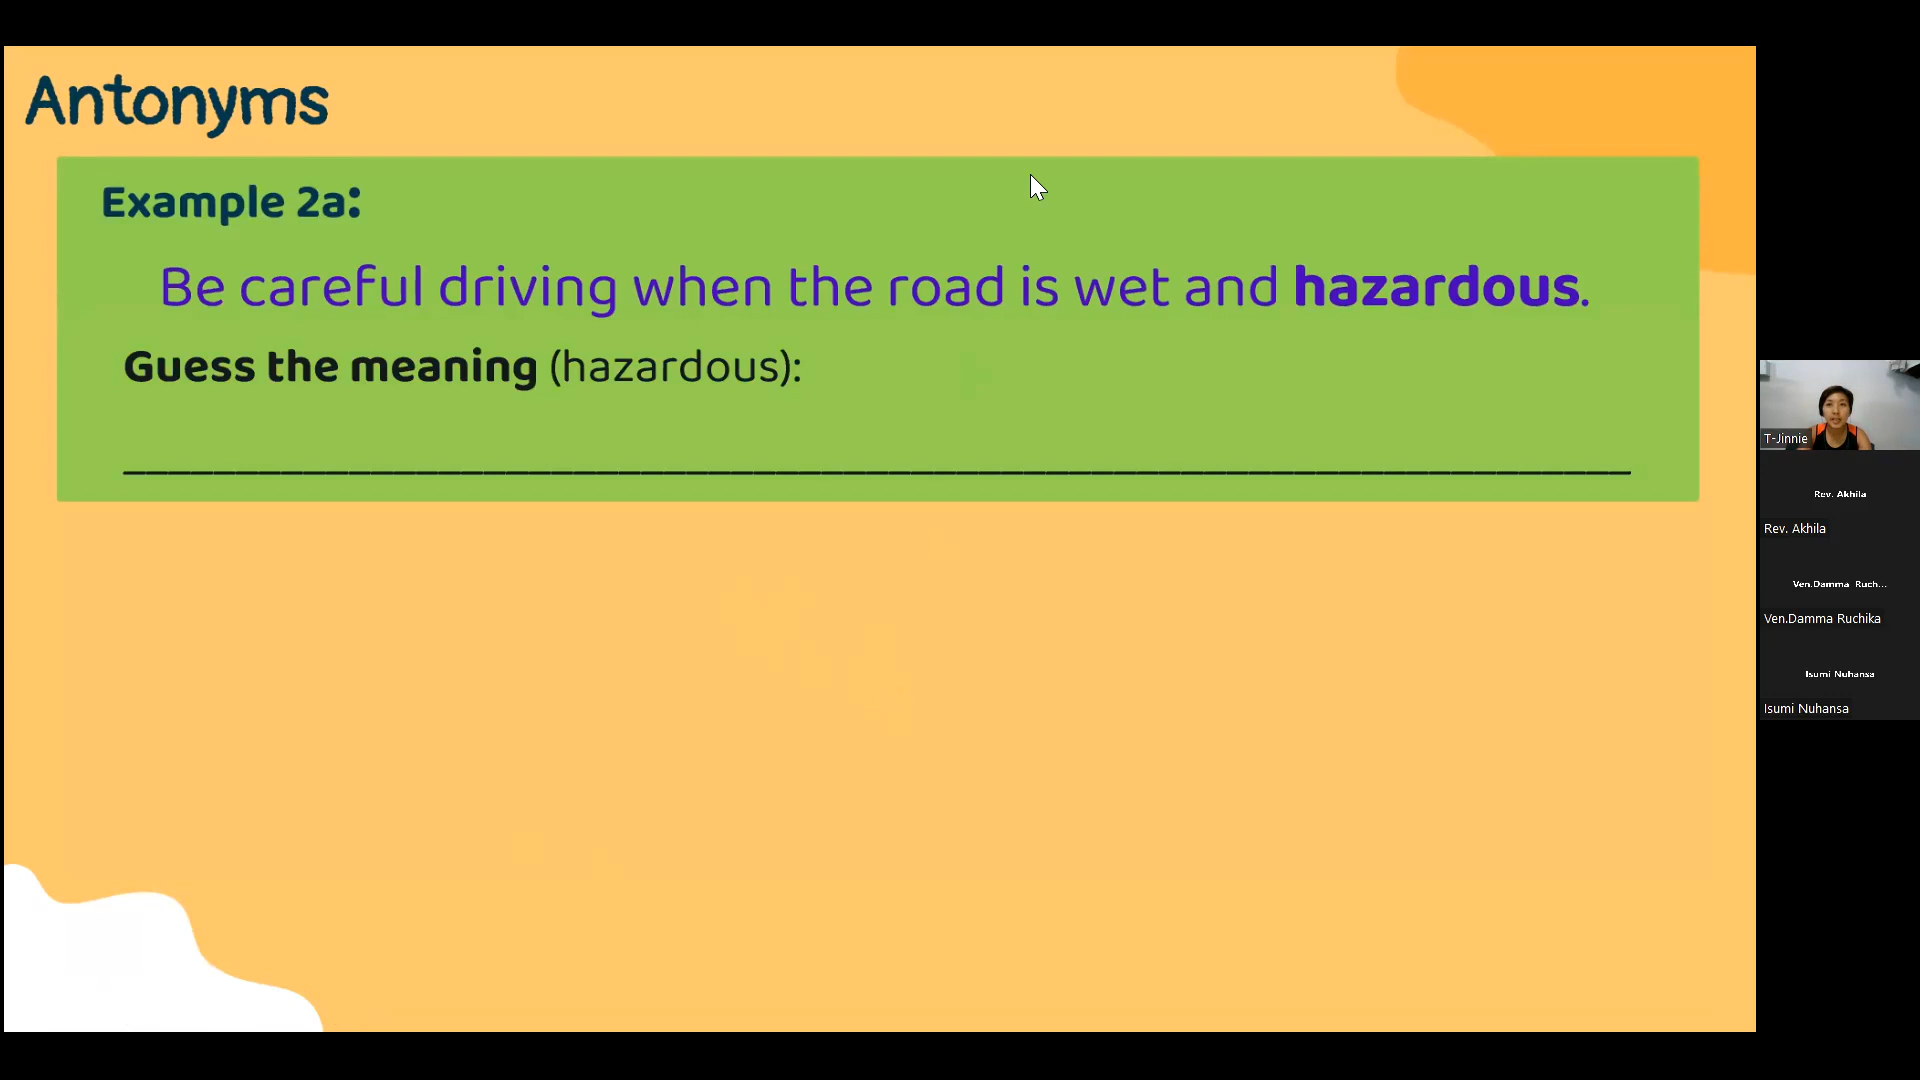 Antonyms
Example 2a:
Be careful driving when the road is wet and hazardous.
Guess the meaning (hazardous):
T-Jinnie
Rev. Akhila
Rev. Akhila
Ven.Damma Ruch...
Ven.Damma Ruchika
Isumi Nuhansa
Isumi Nuhansa